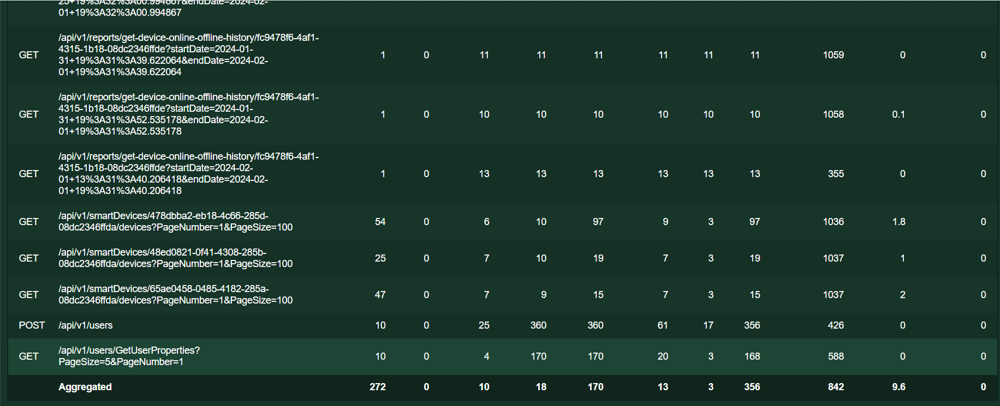 25+19%3A32%3A00.994867&endDate=2024-02-
01+19%3A32%3A00.994867
GET /api/v1/reports/get-device-online-offline-history/fc9478f6-4af1-
4315-1b18-08dc2346ffde?startDate=2024-01-
31+19%3A31%3A39.622064&endDate=2024-02-
01+19%3A31%3A39.622064 1 0 11 11 11 11 11 11 1059 0 0
GET /api/v1/reports/get-device-online-offline-history/fc9478f6-4af1-
4315-1b18-08dc2346ffde?startDate=2024-01-
31+19%3A31%3A52.535178&endDate=2024-02-
01+19%3A31%3A52.535178 1 0 10 10 10 10 10 10 1058 0.1 0
GET /api/v1/reports/get-device-online-offline-history/fc9478f6-4af1-
4315-1b18-08dc2346ffde?startDate=2024-02-
01+13%3A31%3A40.206418&endDate=2024-02-
01+19%3A31%3A40.206418 1 0 13 13 13 13 13 13 355 0 0
GET /api/v1/smartDevices/478dbba2-eb18-4c66-285d-
08dc2346ffda/devices?PageNumber=1&PageSize=100 54 0 6 10 97 9 3 97 1036 1.8 0
GET /api/v1/smartDevices/48ed0821-0f41-4308-285b-
08dc2346ffda/devices?PageNumber=1&PageSize=100 25 0 7 10 19 7 3 19 1037 1 0
GET /api/v1/smartDevices/65ae0458-0485-4182-285a-
08dc2346ffda/devices?PageNumber=1&PageSize=100 47 0 7 9 15 7 3 15 1037 2 0
POST /api/v1/users 10 0 25 360 360 61 17 356 426 0 0
GET /api/v1/users/GetUserProperties?
PageSize=5&PageNumber=1 10 0 4 170 170 20 3 168 588 0 0
Aggregated 272 0 10 18 170 13 3 356 842 9.6 0